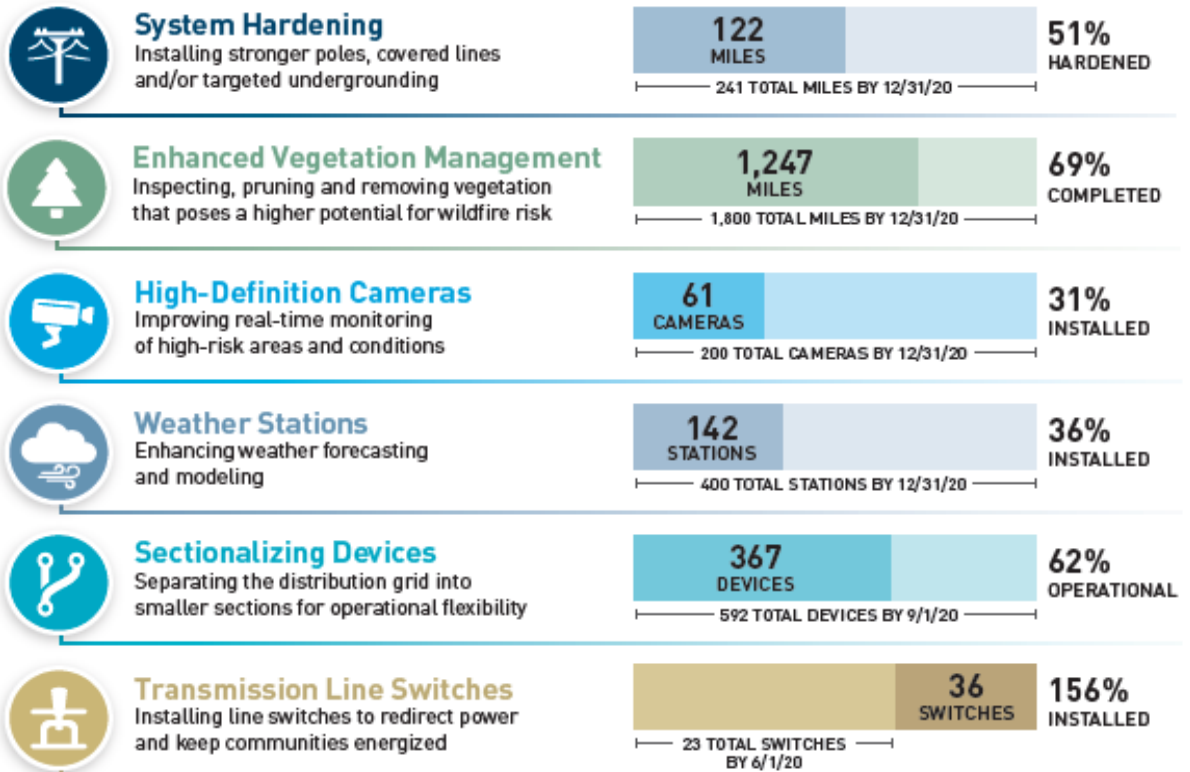 System Hardening
Installing stronger poles, covered lines
and/or targeted undergrounding
122
MILES
241 TOTAL MILES BY 12/31/20
51%
HARDENED
Enhanced Vegetation Management
Inspecting, pruning and removing vegetation
that poses a higher potential for wildfire risk
1,247
MILES
1,800 TOTAL MILES BY 12/31/20
69%
COMPLETED
High-Definition Cameras
Improving real-time monitoring
of high-risk areas and conditions
61
CAMERAS
200 TOTAL CAMERAS BY 12/31/20
31%
INSTALLED
Weather Stations
Enhancing weather forecasting
and modeling
142
STATIONS
400 TOTAL STATIONS BY 12/31/20
36%
INSTALLED
Sectionalizing Devices
Separating the distribution grid into
smaller sections for operational flexibility
367
DEVICES
592 TOTAL DEVICES BY 9/1/20
62%
OPERATIONAL
Transmission Line Switches
Installing line switches to redirect power
and keep communities energized
36
SWITCHES
23 TOTAL SWITCHES
BY 6/1/20
156%
INSTALLED